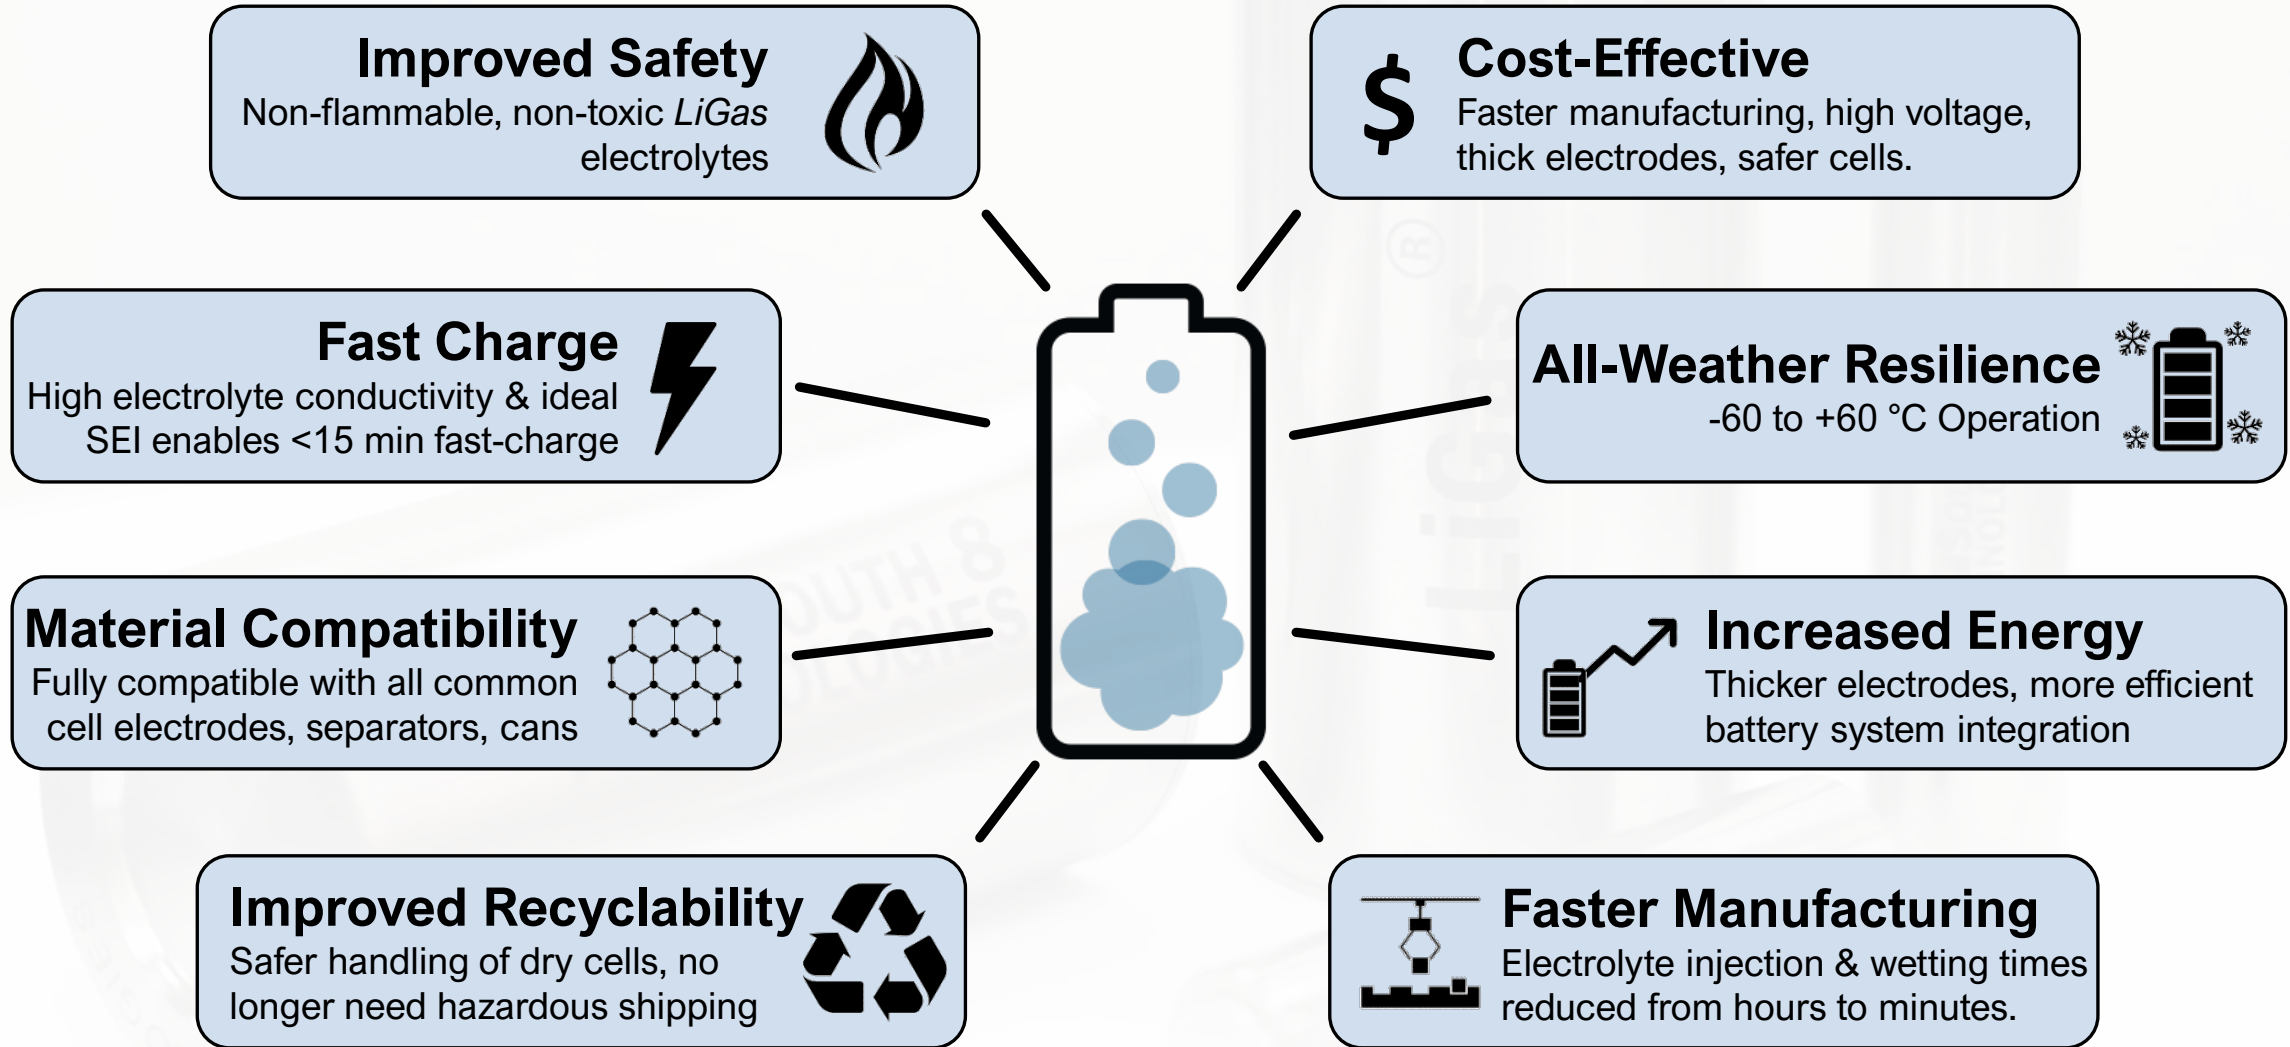 Improved Safety
Non-flammable, non-toxic LiGas
electrolytes
$
Cost-Effective
Faster manufacturing, high voltage,
thick electrodes, safer cells.
Fast Charge
High electrolyte conductivity & ideal
SEI enables <15 min fast-charge
All-Weather Resilience
-60 to +60 °C Operation
Material Compatibility
Fully compatible with all common
cell electrodes, separators, cans
Increased Energy
Thicker electrodes, more efficient
battery system integration
Improved Recyclability
Safer handling of dry cells, no
longer need hazardous shipping
Faster Manufacturing
Electrolyte injection & wetting times
reduced from hours to minutes.
LiGas®
OUTH 8
OLOGIES